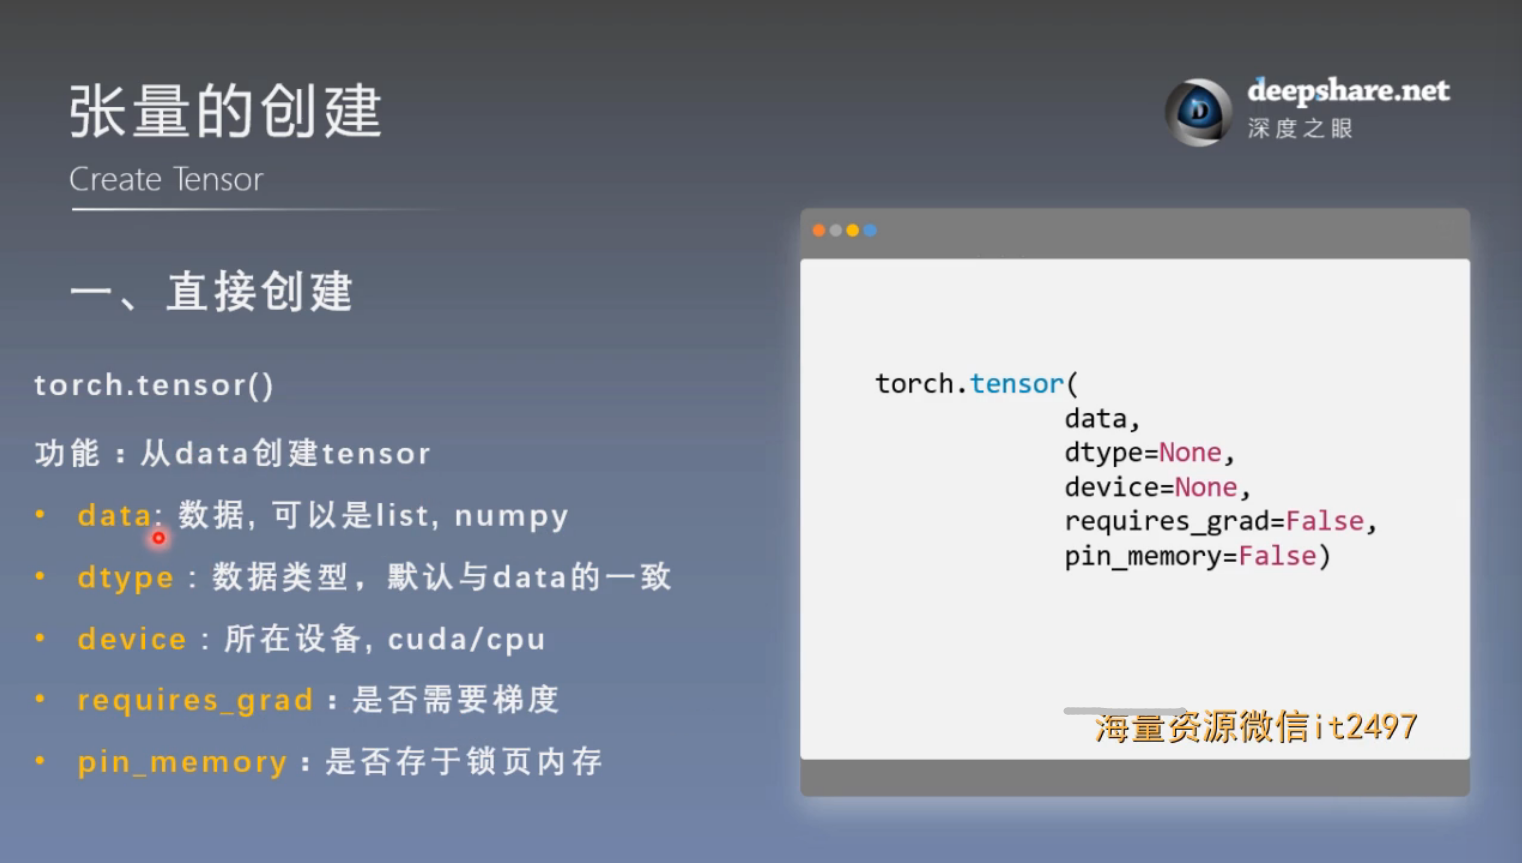 张量的创建
Create Tensor
deepshare.net
深度之眼
一、直接创建
torch.tensor()
功能：从data创建tensor
• data: 数据, 可以是list, numpy
• dtype : 数据类型，默认与data的一致
• device : 所在设备, cuda/cpu
• requires_grad：是否需要梯度
• pin_memory：是否存于锁页内存
torch.tensor(
data,
dtype=None,
device=None,
requires_grad=False,
pin_memory=False)
海量资源微信it2497